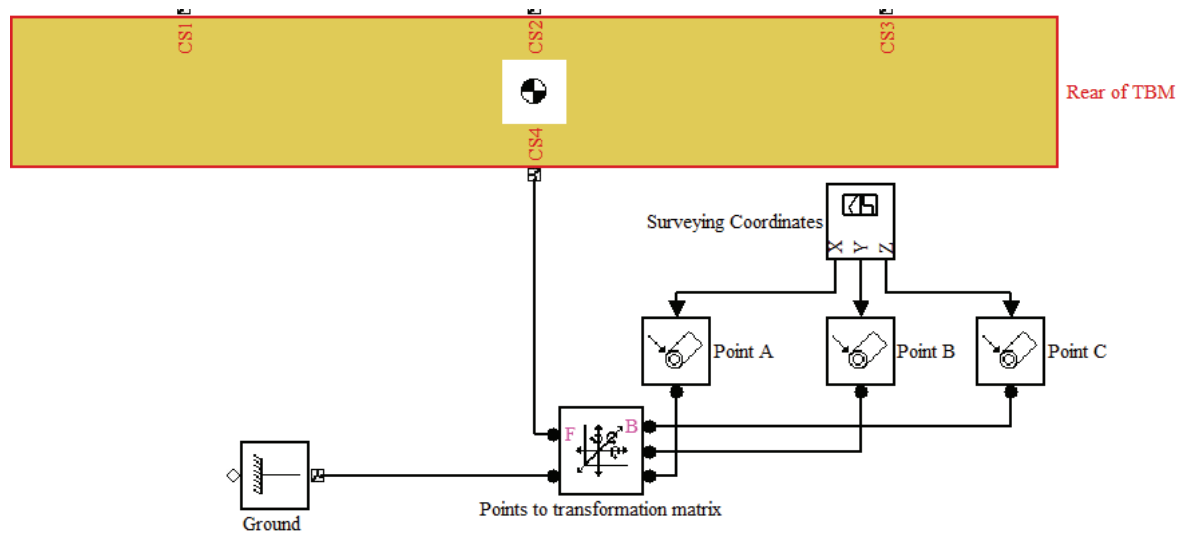 CS1
CS2
CS3
Rear of TBM
CS4
Surveying Coordinates
X
Y
Z
Point A
Point B
Point C
F
B
Ground
Points to transformation matrix